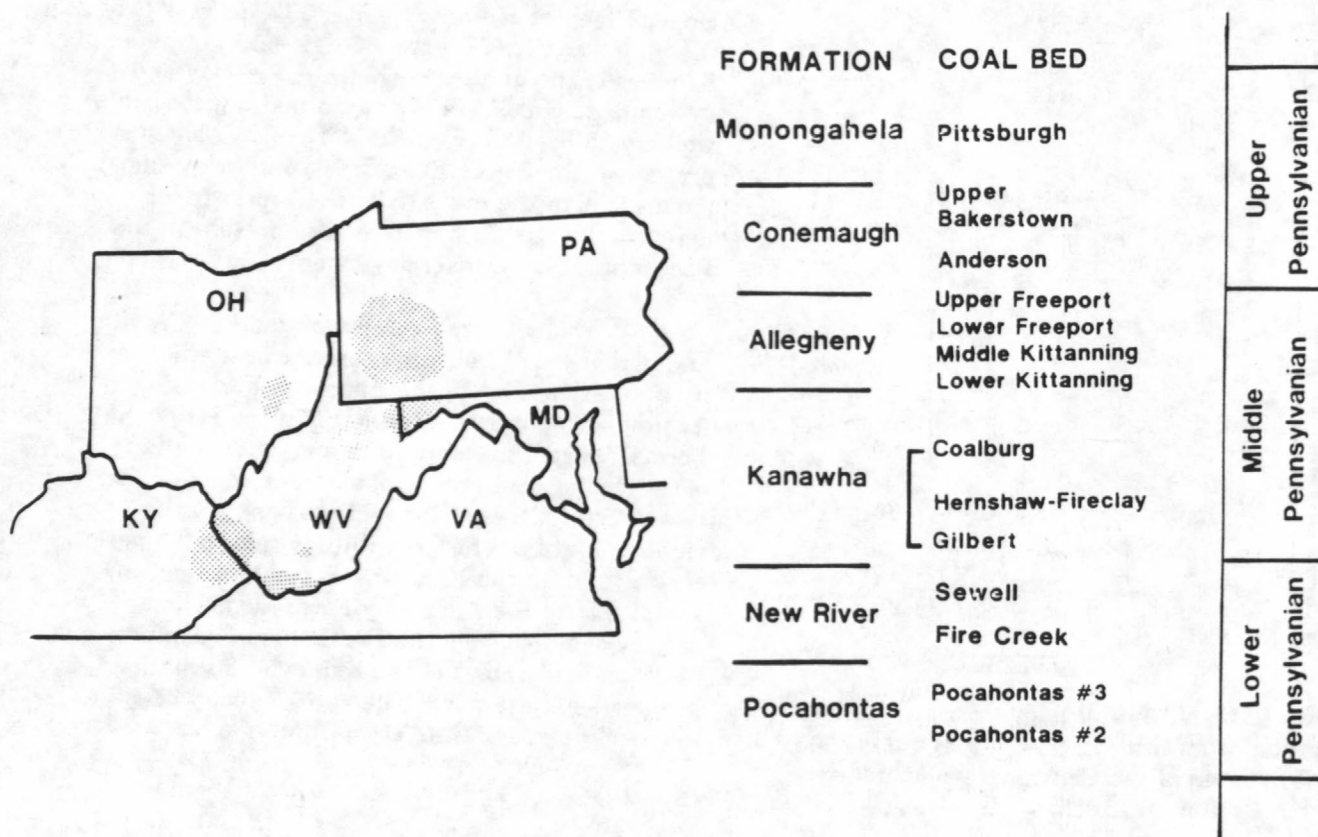 FORMATION COAL BED
Monongahela Pittsburgh
Upper
Bakerstown
Conemaugh
Anderson
Upper Freeport
Lower Freeport
Allegheny
Middle Kittanning
Lower Kittanning
Coalburg
Kanawha
Hernshaw-Fireclay
Gilbert
Sewell
New River
Fire Creek
Pocahontas #3
Pocahontas
Pocahontas #2
Upper
Pennsylvanian
Middle
Pennsylvanian
Lower
Pennsylvanian
PA
OH
MD
KY WV VA